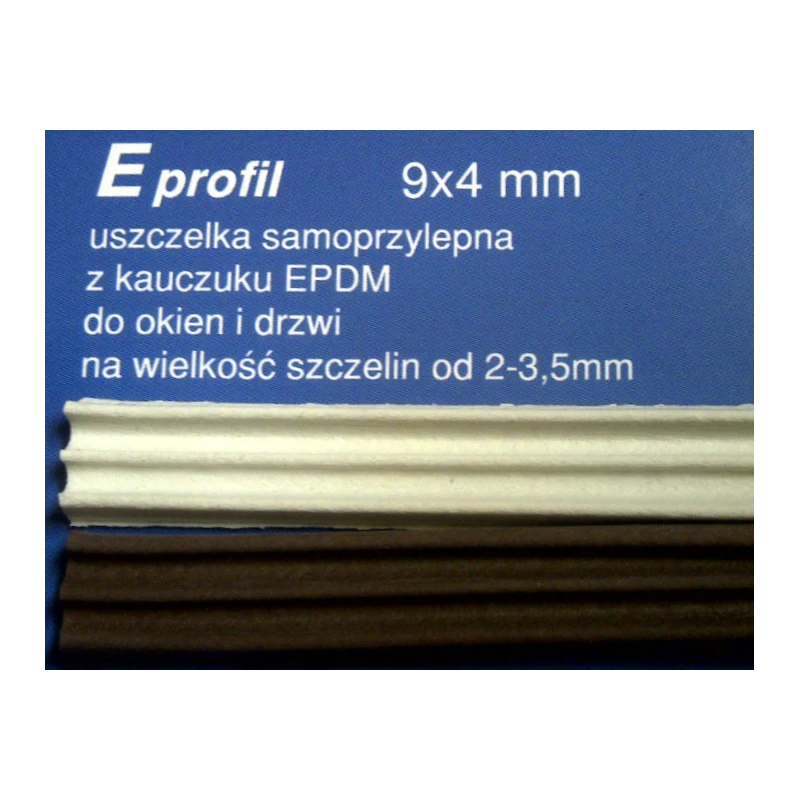 E profil 9x4 mm
uszczelka samoprzylepna
z kauczuku EPDM
do okien i drzwi
na wielkość szczelin od 2-3,5mm